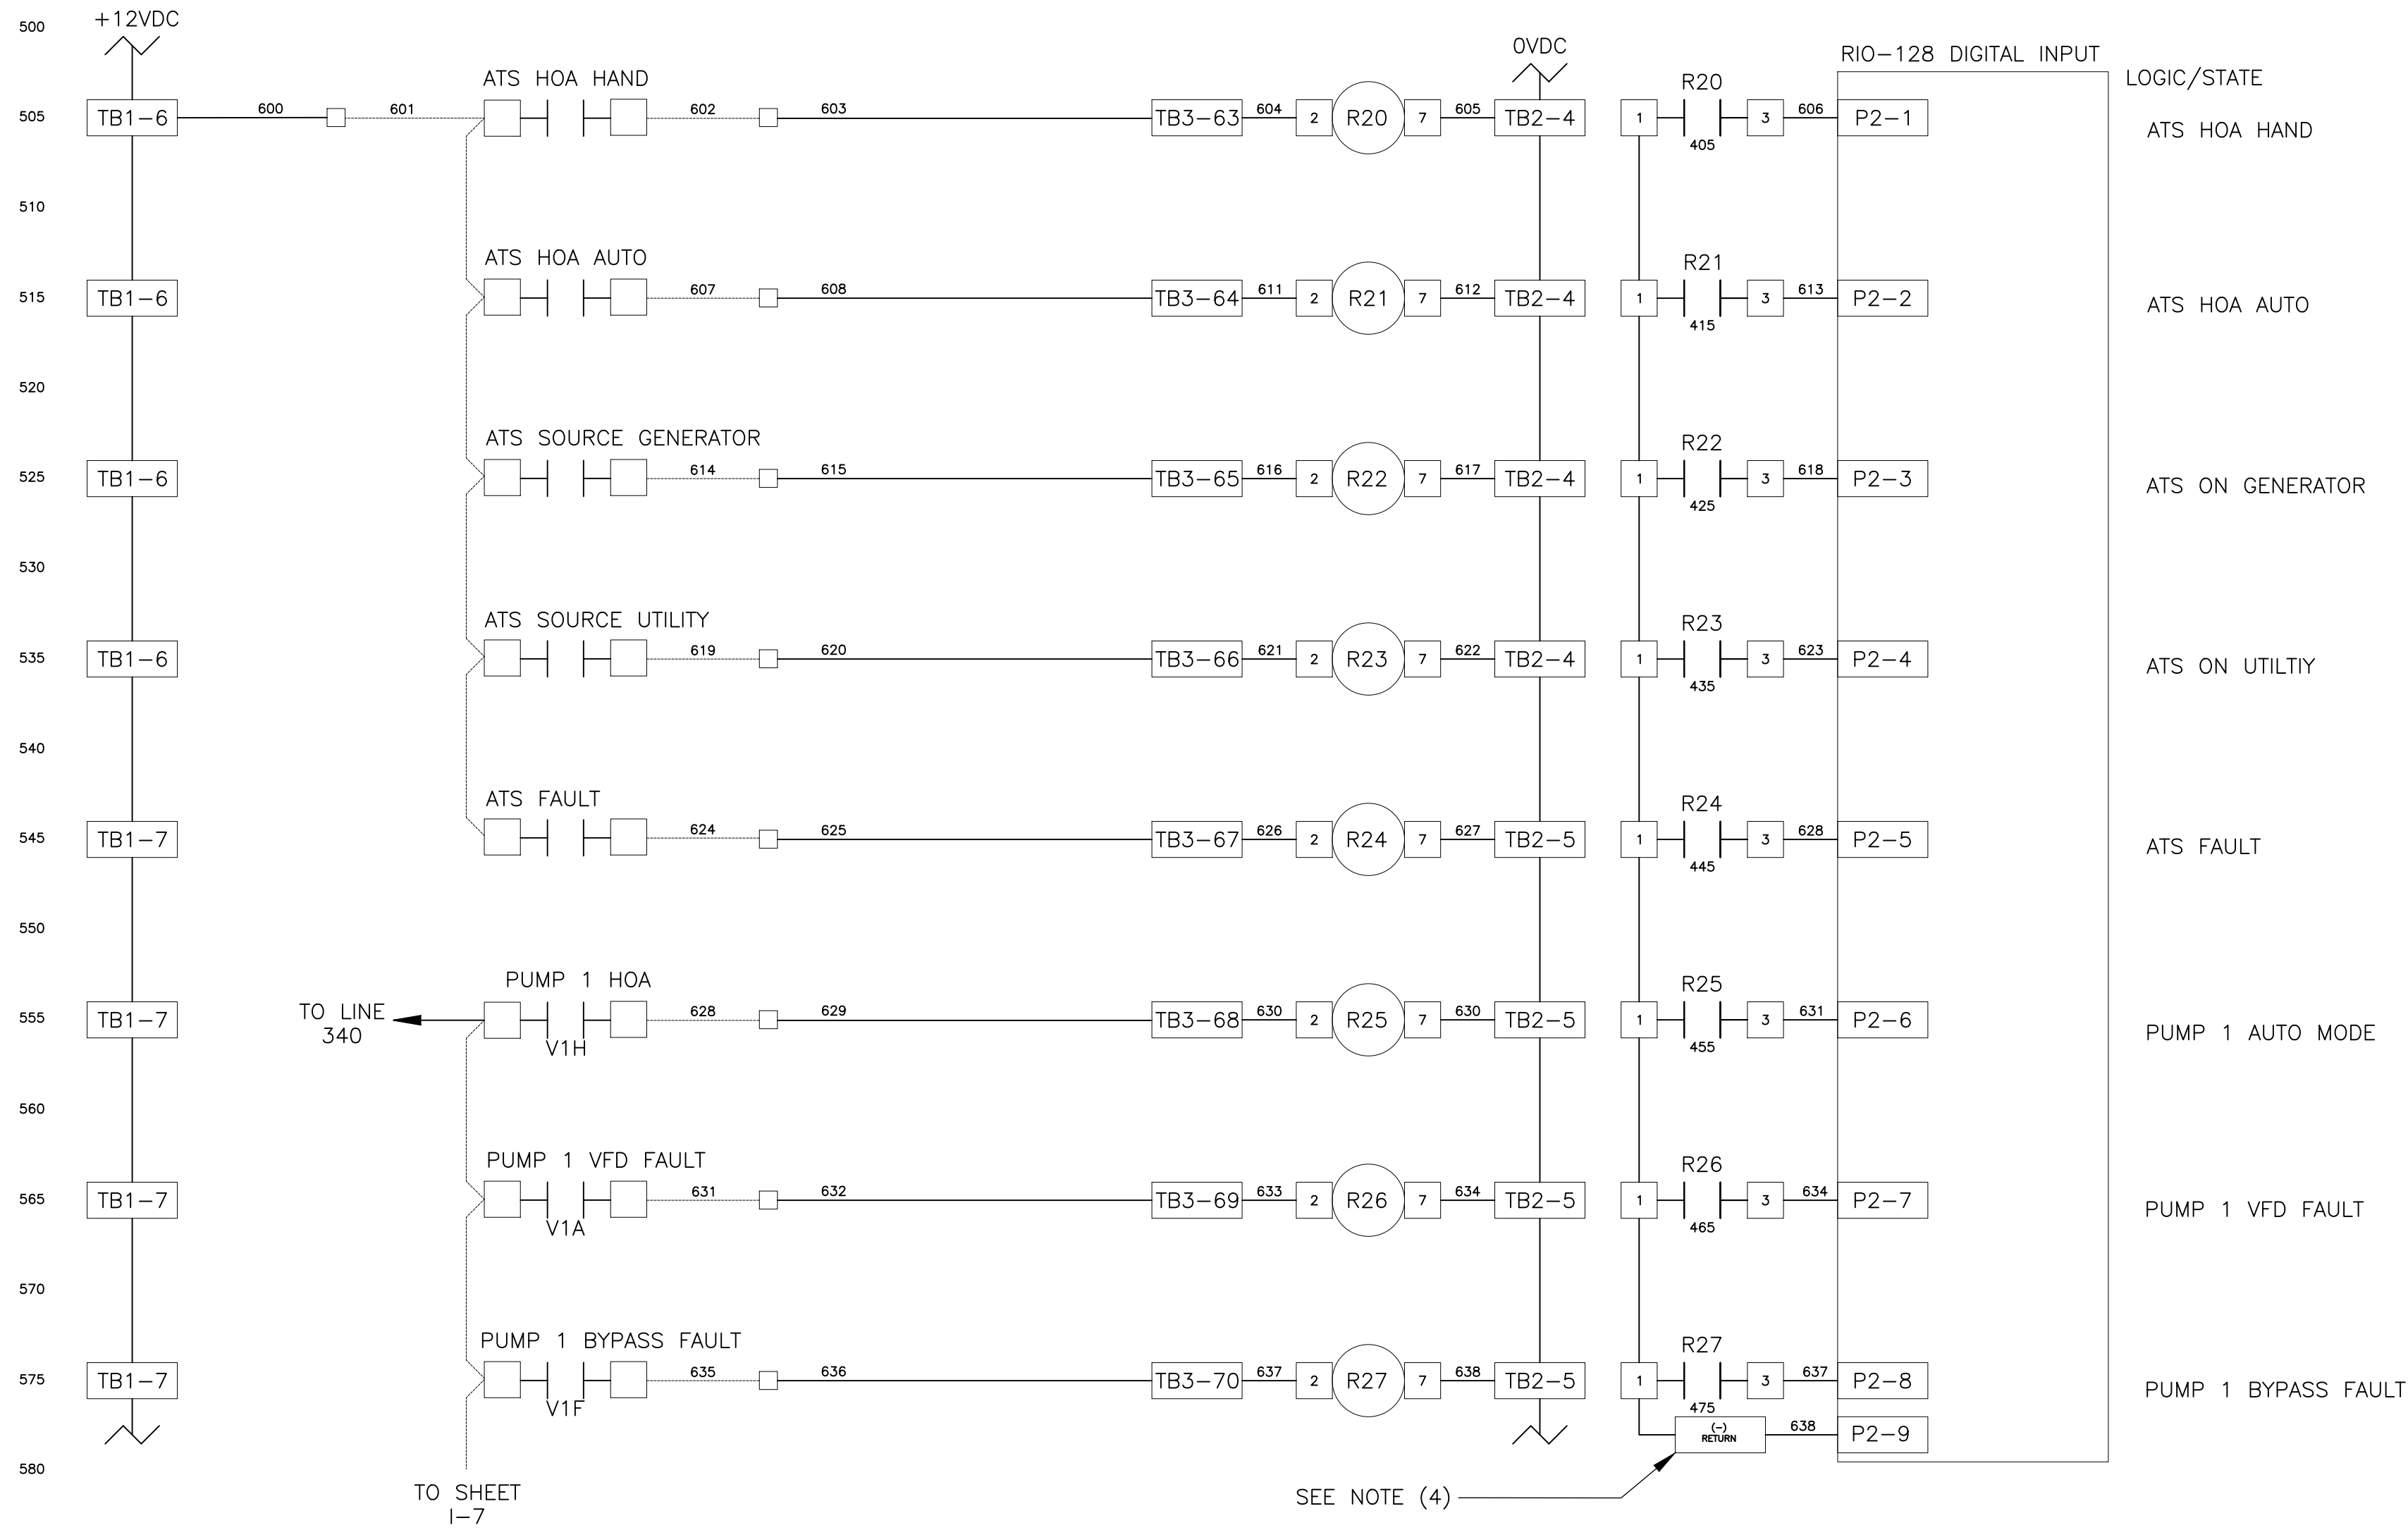 500
+12VDC
0VDC
RIO-128 DIGITAL INPUT
LOGIC/STATE
ATS HOA HAND
R20
505
TB1-6
600
601
602
603
TB3-63
604
2
R20
7
605
TB2-4
1
405
3
606
P2-1
ATS HOA HAND
510
ATS HOA AUTO
R21
515
TB1-6
607
608
TB3-64
611
2
R21
7
612
TB2-4
1
415
3
613
P2-2
ATS HOA AUTO
520
ATS SOURCE GENERATOR
R22
525
TB1-6
614
615
TB3-65
616
2
R22
7
617
TB2-4
1
425
3
618
P2-3
ATS ON GENERATOR
530
ATS SOURCE UTILITY
R23
535
TB1-6
619
620
TB3-66
621
2
R23
7
622
TB2-4
1
435
3
623
P2-4
ATS ON UTILTIY
540
ATS FAULT
R24
545
TB1-7
624
625
TB3-67
626
2
R24
7
627
TB2-5
1
445
3
628
P2-5
ATS FAULT
550
PUMP 1 HOA
R25
555
TB1-7
TO LINE
340
V1H
628
629
TB3-68
630
2
R25
7
630
TB2-5
1
455
3
631
P2-6
PUMP 1 AUTO MODE
560
PUMP 1 VFD FAULT
R26
565
TB1-7
V1A
631
632
TB3-69
633
2
R26
7
634
TB2-5
1
465
3
634
P2-7
PUMP 1 VFD FAULT
570
PUMP 1 BYPASS FAULT
R27
575
TB1-7
V1F
635
636
TB3-70
637
2
R27
7
638
TB2-5
1
475
3
637
P2-8
PUMP 1 BYPASS FAULT
(-)
RETURN
638
P2-9
580
TO SHEET
I-7
SEE NOTE (4)